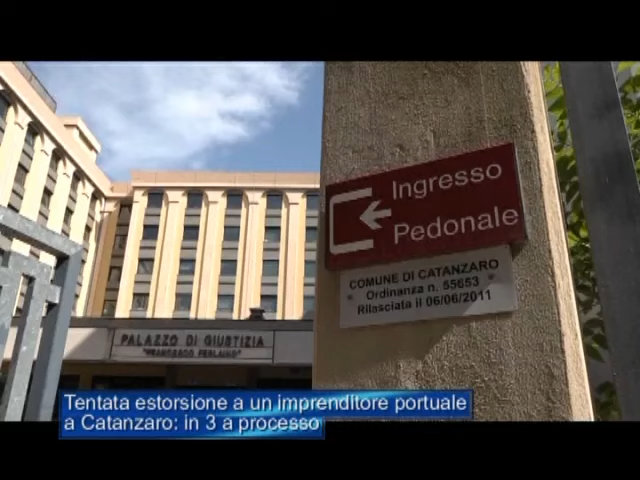 Ingresso
Pedonale
COMUNE DI CATANZARO
Ordinanza n. 55653
Rilasciata il 06/06/2011
PALAZZO DI GIUSTIZIA
"FRANCESCO FERLAINO"
Tentata estorsione a un imprenditore portuale
a Catanzaro: in 3 a processo